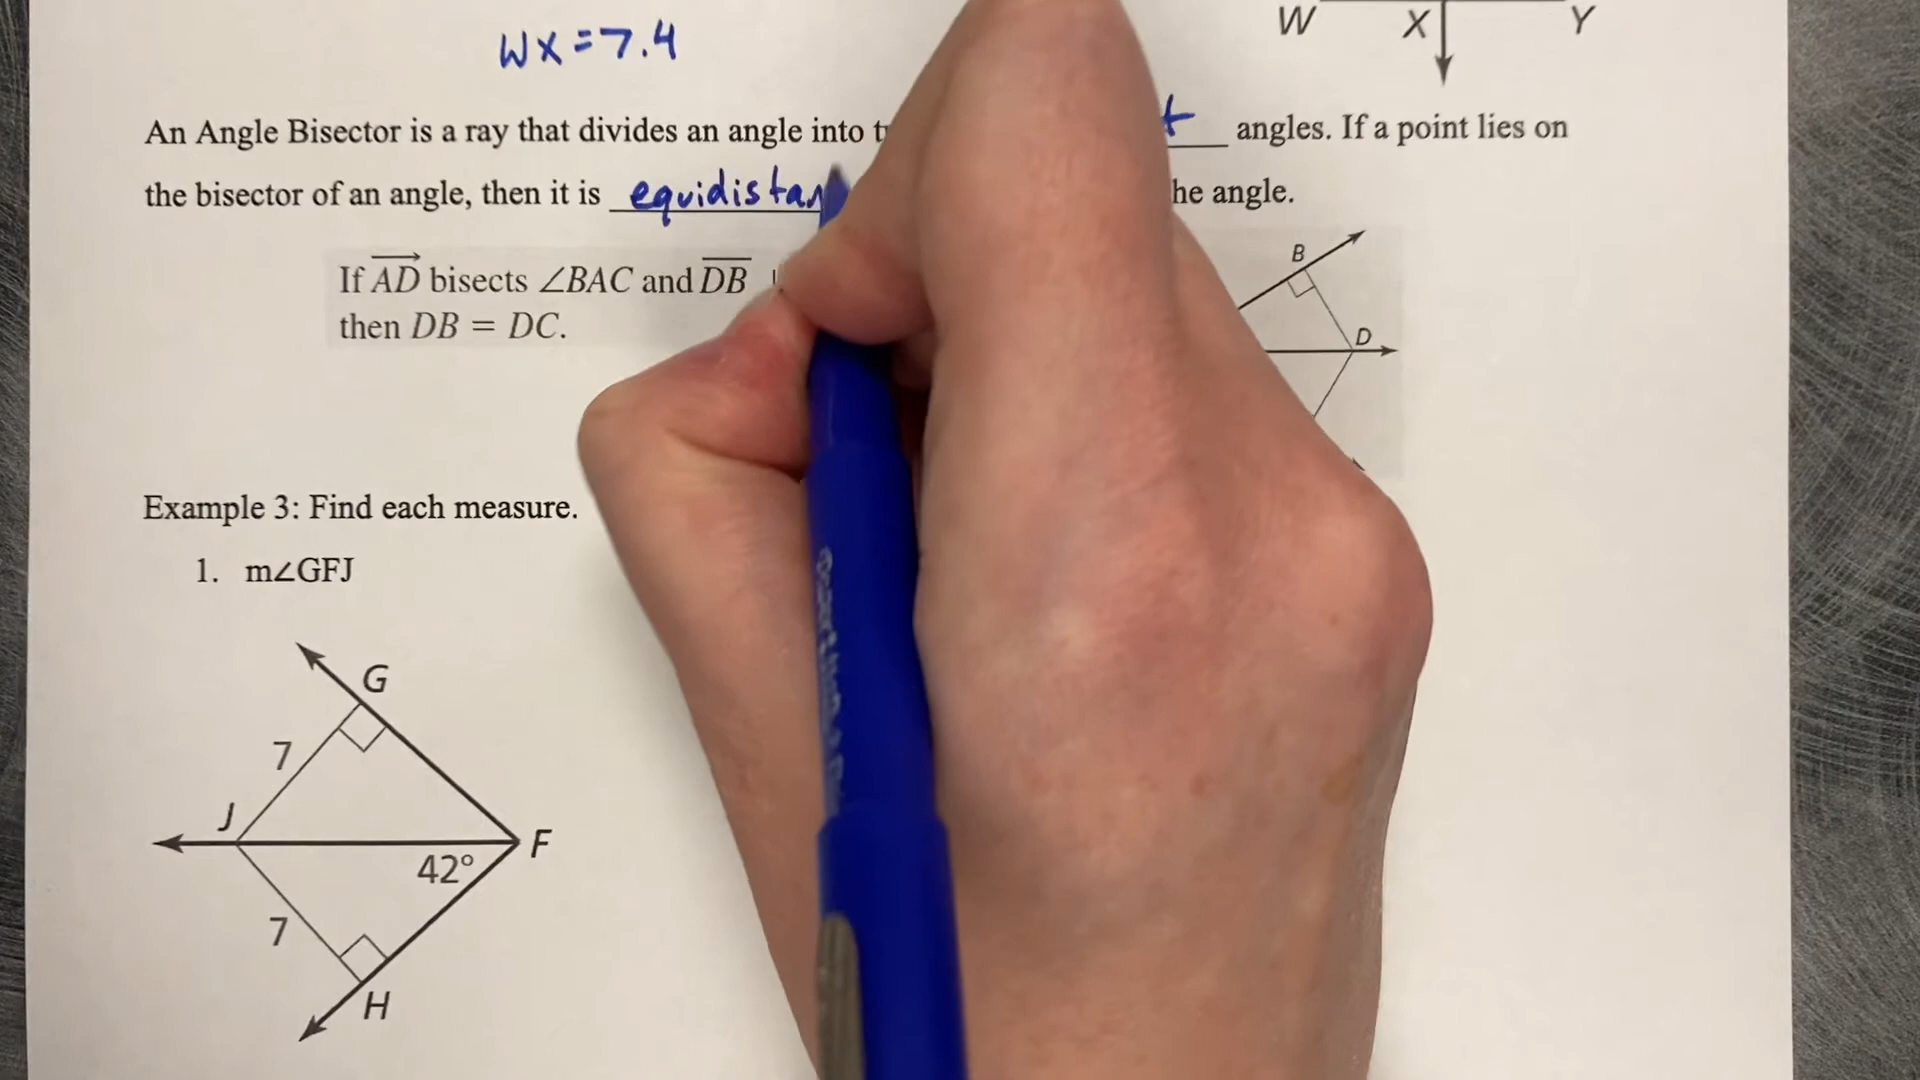 W X Y
WX=7.4
An Angle Bisector is a ray that divides an angle into angles. If a point lies on
the bisector of an angle, then it is equidistan angle.
If AD bisects ∠BAC and DB
then DB = DC.
B
D
Example 3: Find each measure.
1. m∠GFJ
G
7
J
F
42°
7
H